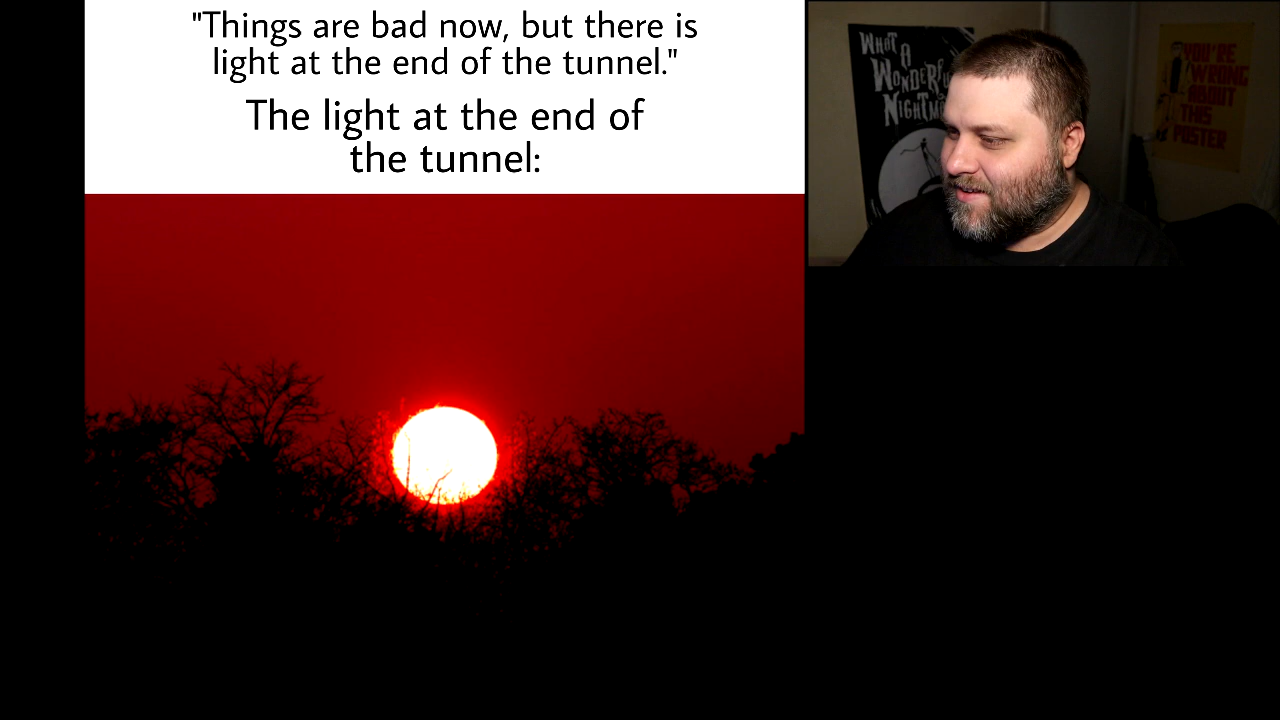 "Things are bad now, but there is
light at the end of the tunnel."
The light at the end of
the tunnel:
WHAT
A
WONDERFU
NIGHTM
YOU'RE
WRONG
ABOUT
THIS
POSTER